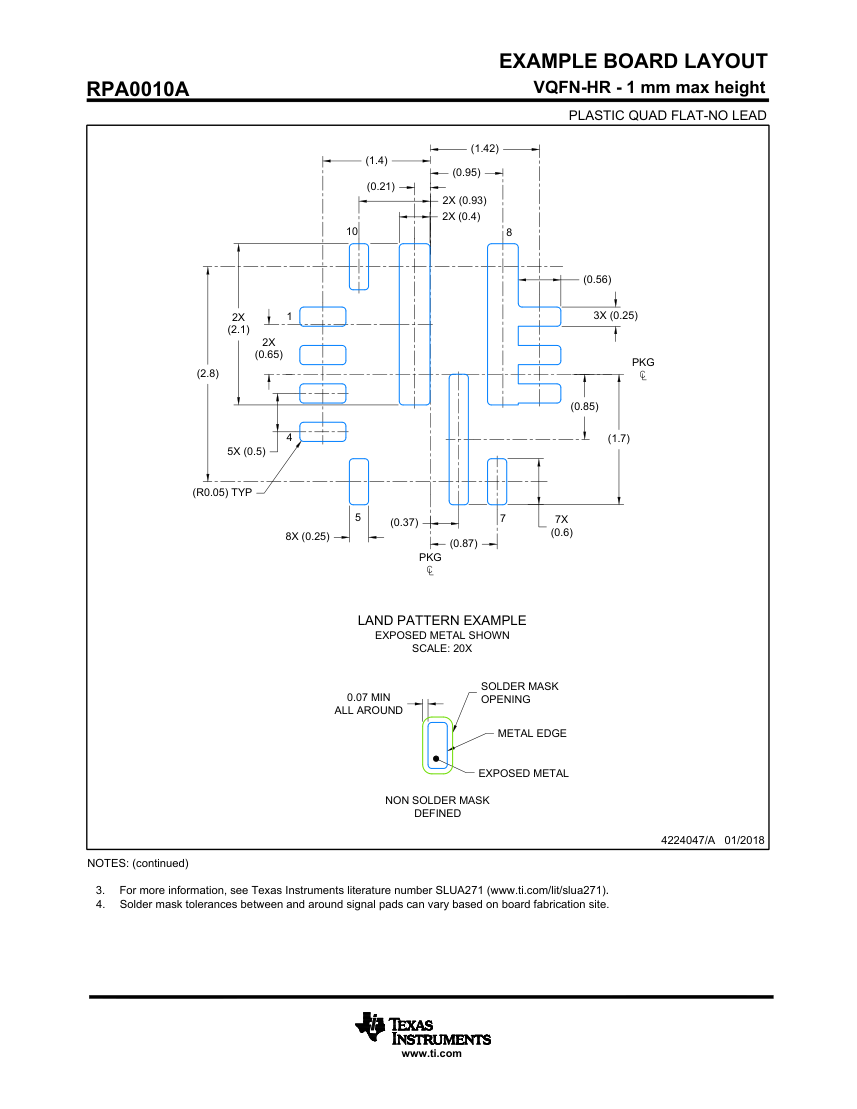 EXAMPLE BOARD LAYOUT
RPA0010A
VQFN-HR - 1 mm max height
PLASTIC QUAD FLAT-NO LEAD
(1.42)
(1.4)
(0.95)
(0.21)
2X (0.93)
2X (0.4)
10
8
(0.56)
1
2X
(2.1)
3X (0.25)
2X
(0.65)
PKG
℄
(2.8)
(0.85)
4
(1.7)
5X (0.5)
(R0.05) TYP
5
7
(0.37)
7X
(0.6)
8X (0.25)
(0.87)
PKG
℄
LAND PATTERN EXAMPLE
EXPOSED METAL SHOWN
SCALE: 20X
0.07 MIN
ALL AROUND
SOLDER MASK
OPENING
METAL EDGE
EXPOSED METAL
NON SOLDER MASK
DEFINED
4224047/A 01/2018
NOTES: (continued)
3. For more information, see Texas Instruments literature number SLUA271 (www.ti.com/lit/slua271).
4. Solder mask tolerances between and around signal pads can vary based on board fabrication site.
TEXAS
INSTRUMENTS
www.ti.com